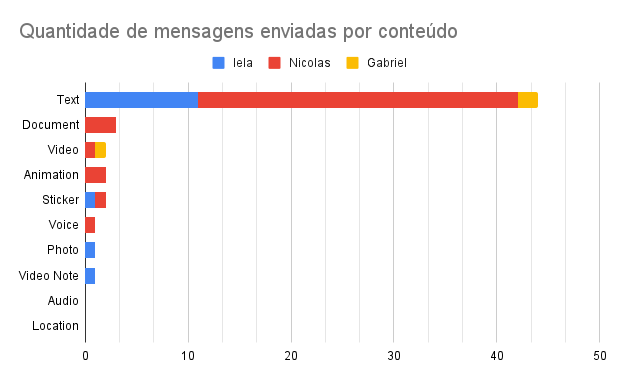 Quantidade de mensagens enviadas por conteúdo
Iela Nicolas Gabriel
Text
Document
Video
Animation
Sticker
Voice
Photo
Video Note
Audio
Location
0 10 20 30 40 50